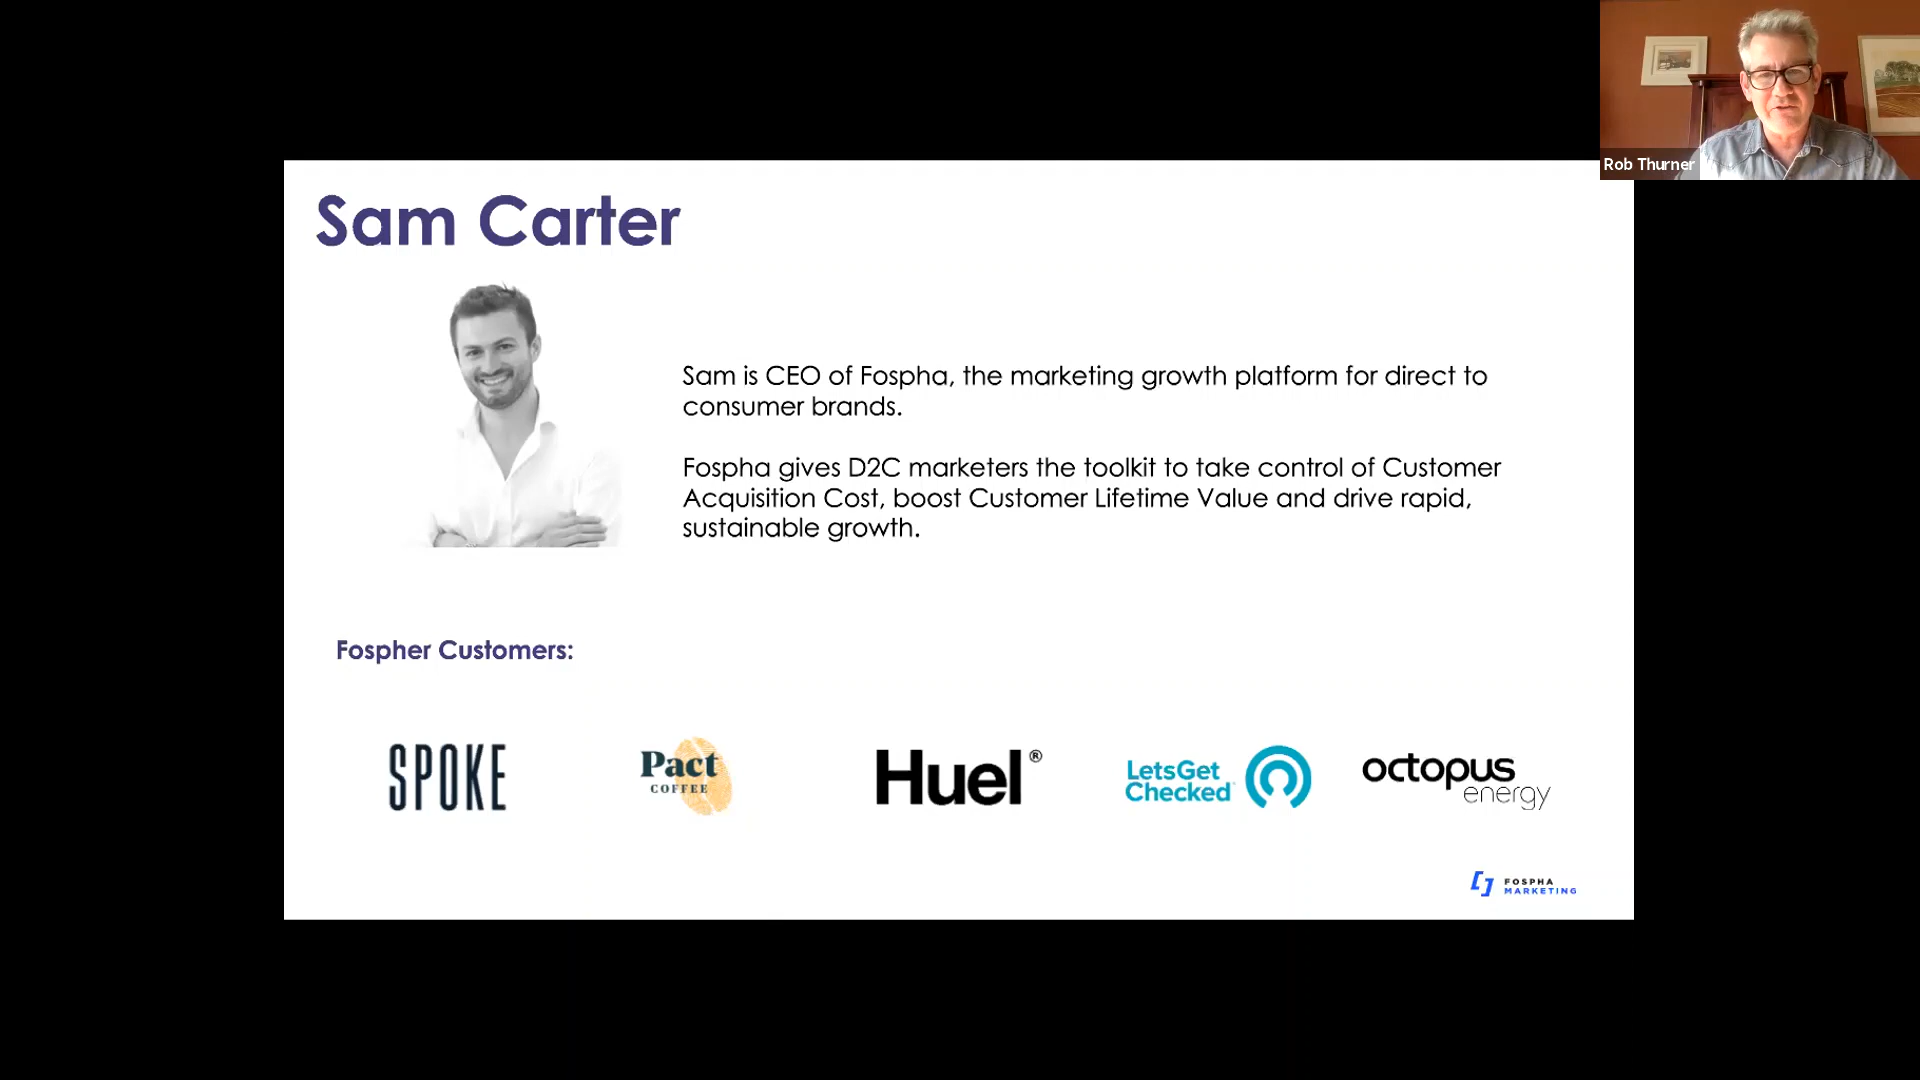 Rob Thurner
Sam Carter
Sam is CEO of Fospha, the marketing growth platform for direct to
consumer brands.
Fospha gives D2C marketers the toolkit to take control of Customer
Acquisition Cost, boost Customer Lifetime Value and drive rapid,
sustainable growth.
Fospher Customers:
SPOKE
Pact
COFFEE
Huel®
LetsGet
Checked
octopus
energy
FOSPHA
MARKETING